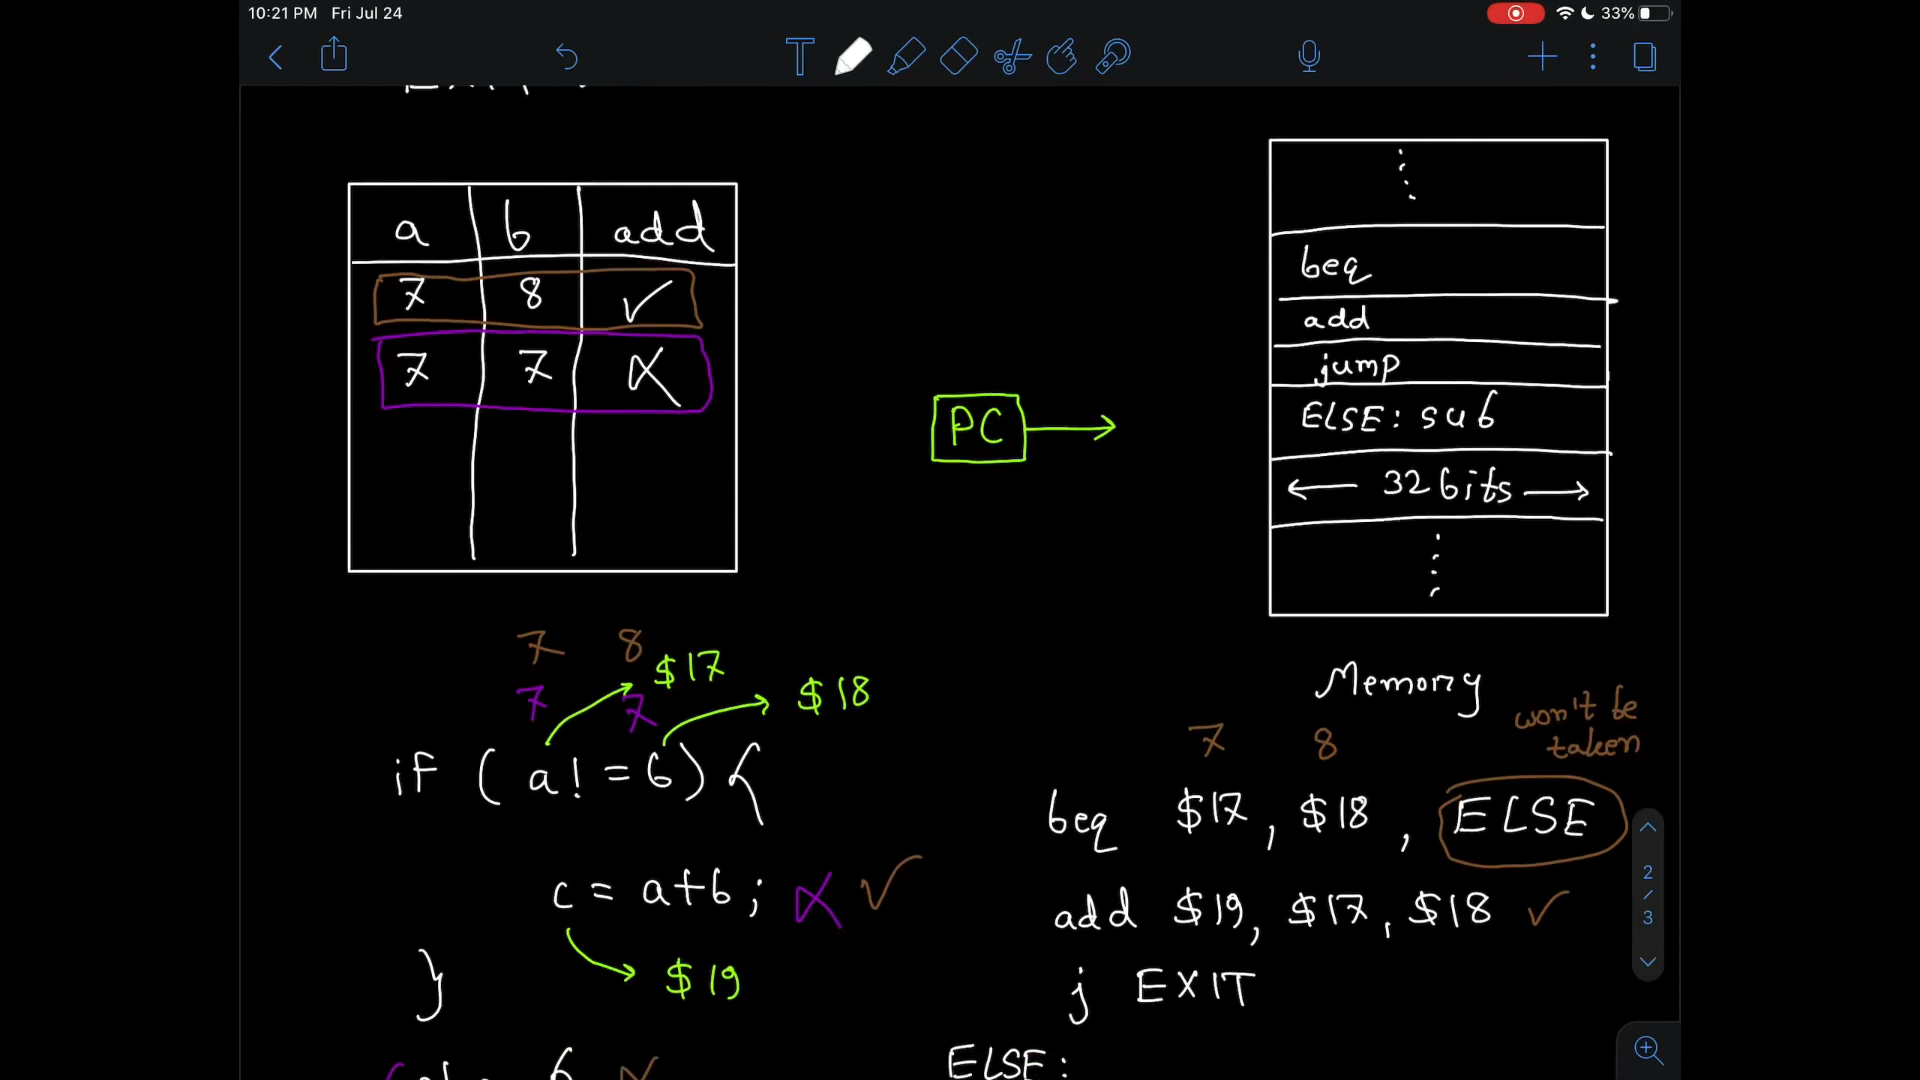 10:21 PM Fri Jul 24
33%
a b add
7 8 ✓
7 7 X
PC
beq
add
jump
ELSE: sub
32 bits
Memory
7 8
$17
7 7
$18
if ( a != b ) {
c = a+b; X ✓
$19
}
7 8
won't be
taken
beq $17, $18, ELSE
add $19, $17, $18 ✓
j EXIT
ELSE:
2
/
3